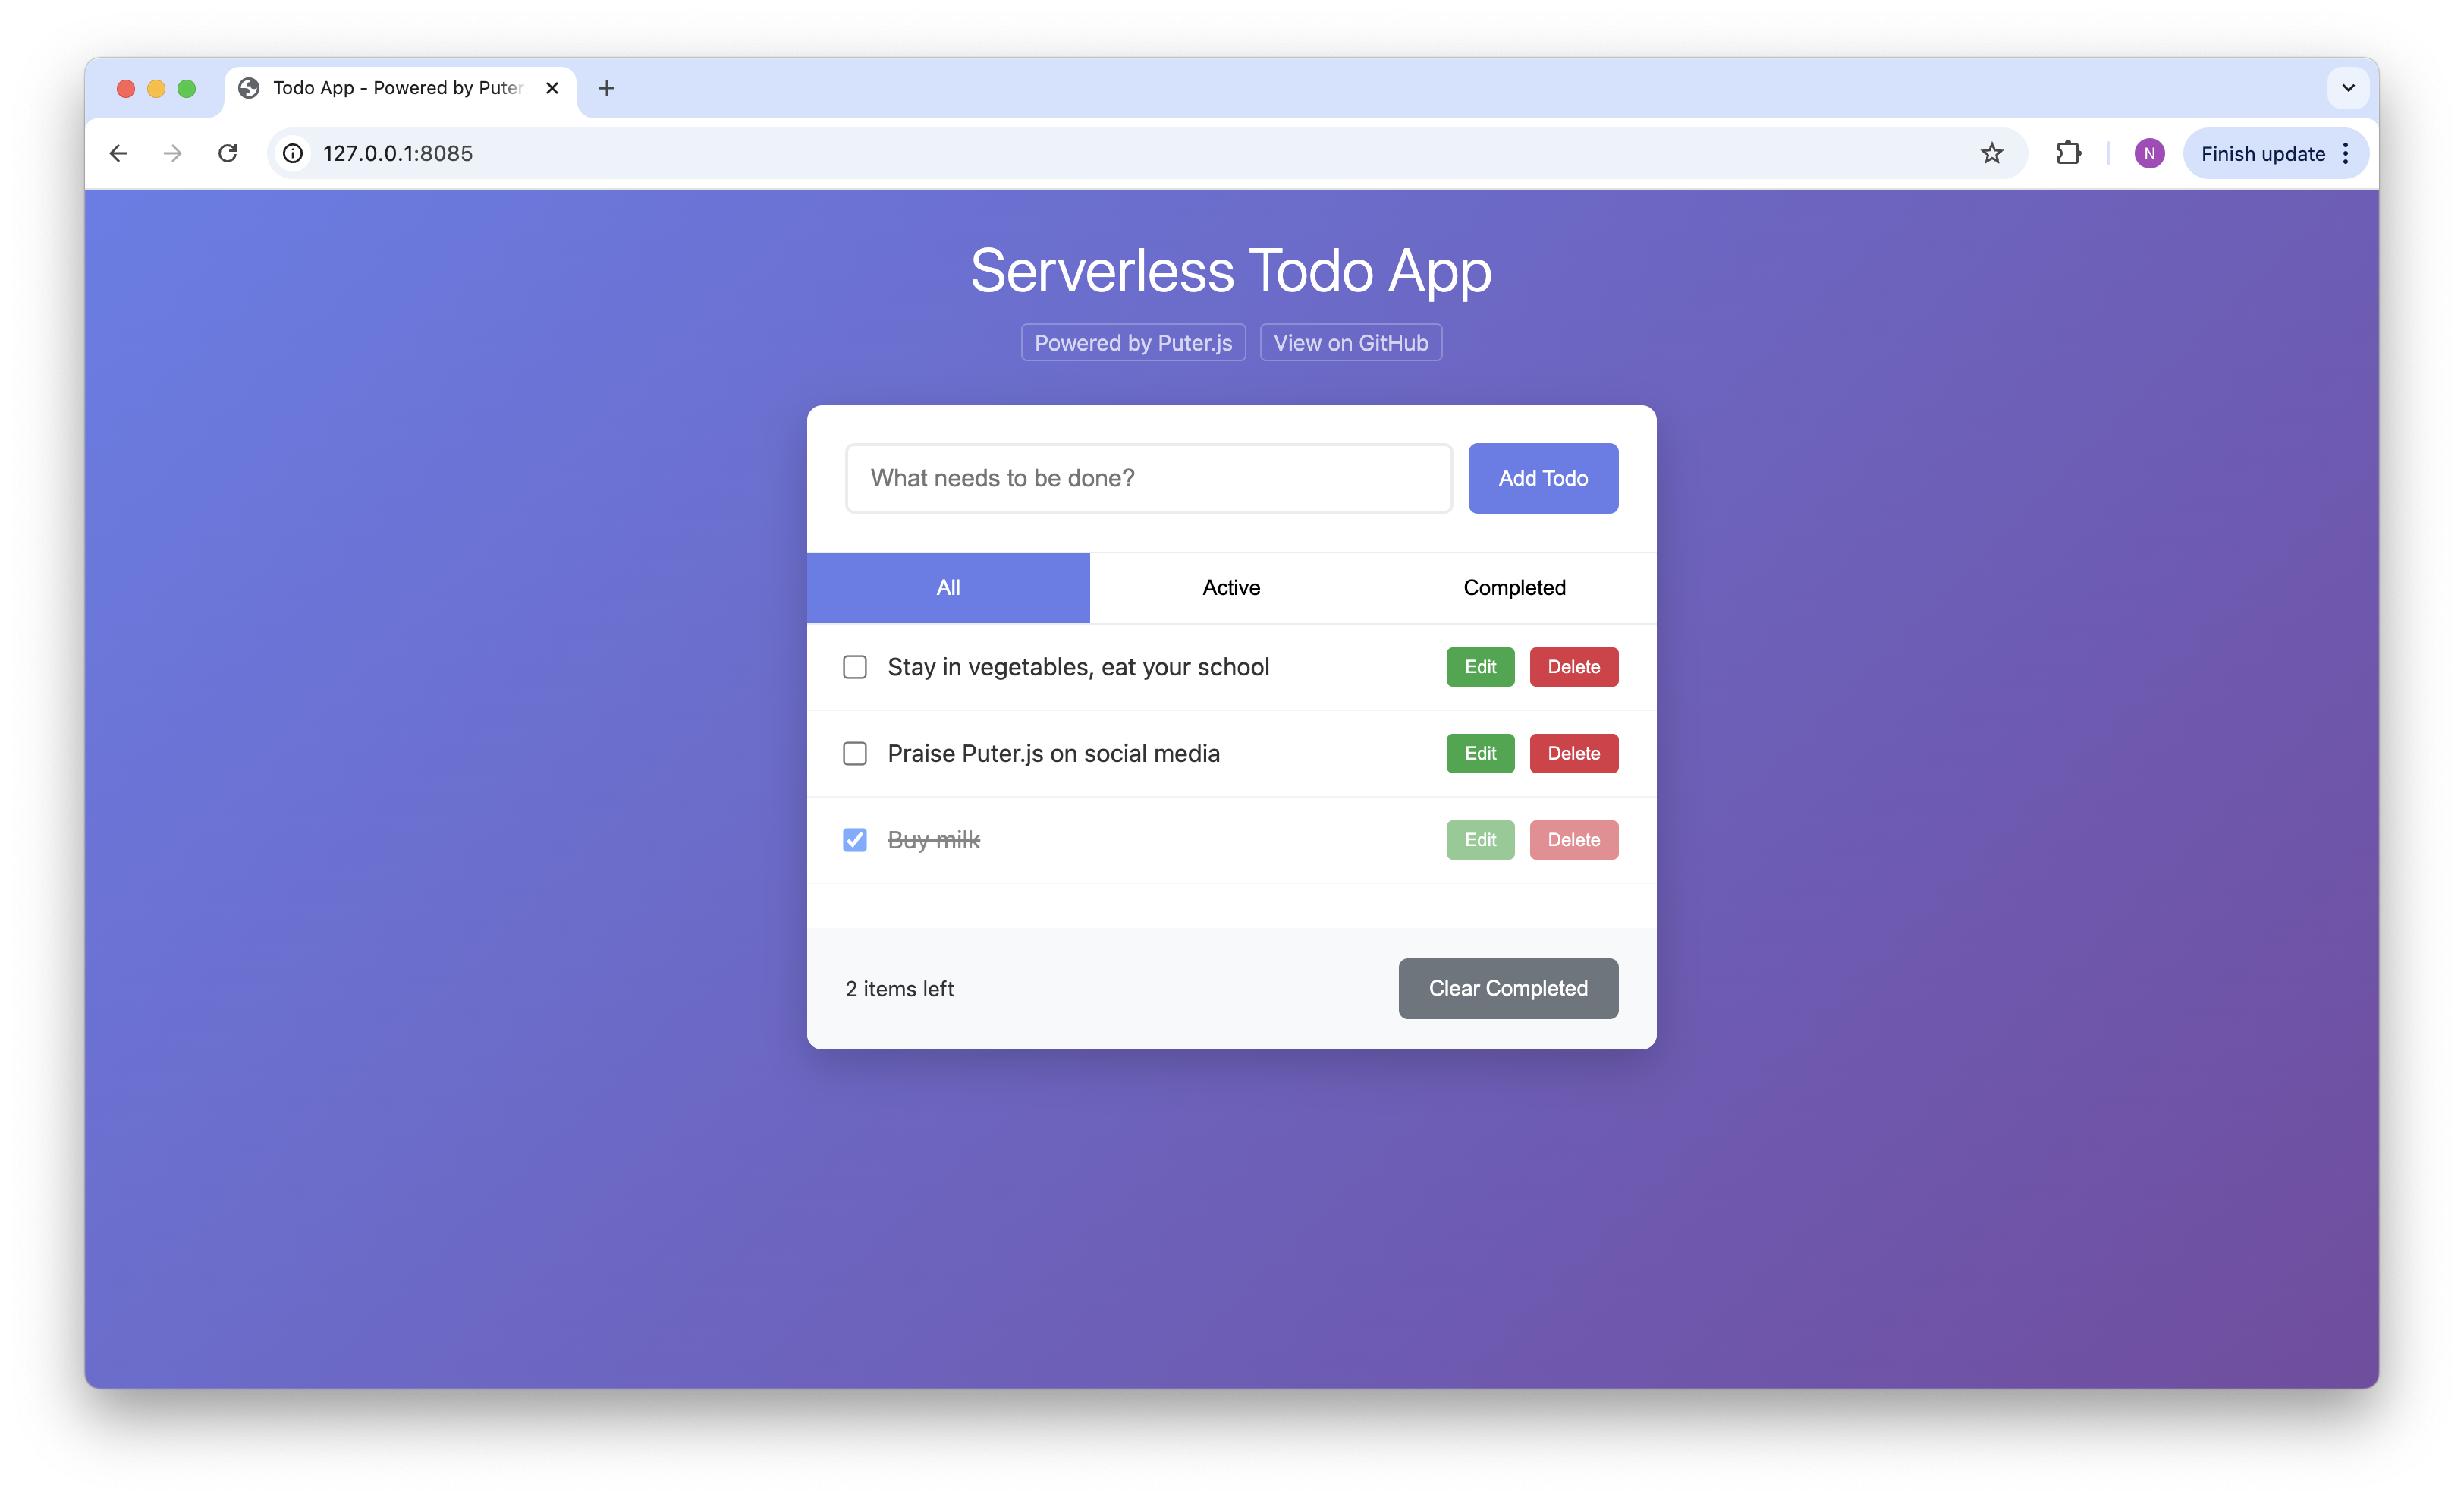 Todo App - Powered by Puter
127.0.0.1:8085
N
Finish update
Serverless Todo App
Powered by Puter.js View on GitHub
What needs to be done? Add Todo
All Active Completed
Stay in vegetables, eat your school Edit Delete
Praise Puter.js on social media Edit Delete
Buy milk Edit Delete
2 items left Clear Completed